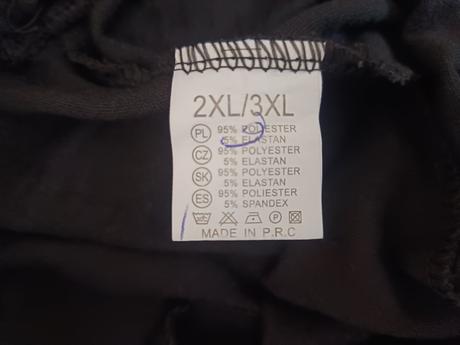 2XL/3XL
PL 95% POLIESTER
5% ELASTAN
CZ 95% POLYESTER
5% ELASTAN
SK 95% POLYESTER
5% ELASTAN
ES 95% POLIESTER
5% SPANDEX
P
MADE IN P.R.C